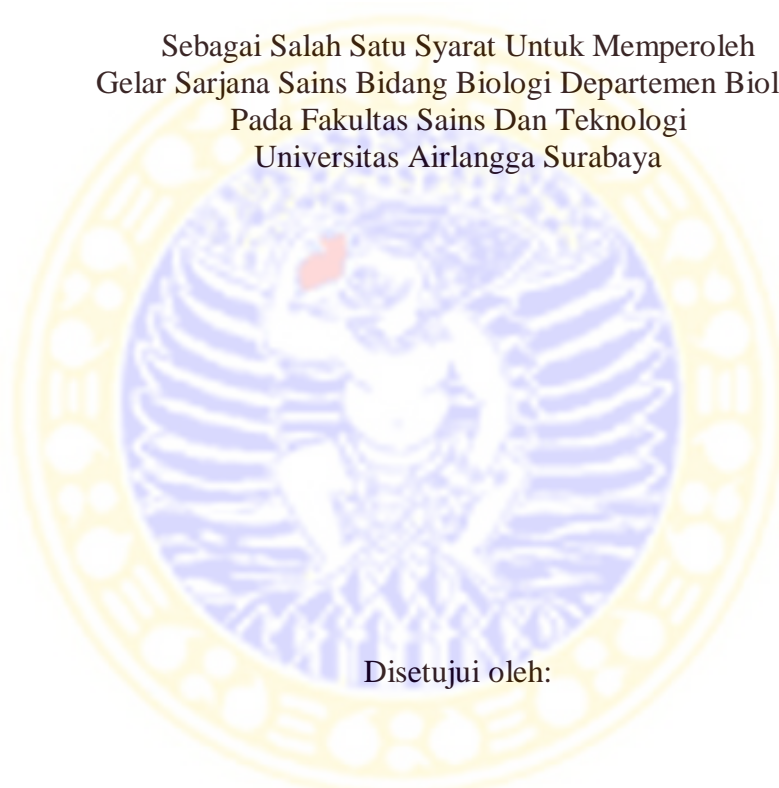 Sebagai Salah Satu Syarat Untuk Memperoleh
Gelar Sarjana Sains Bidang Biologi Departemen Biol
Pada Fakultas Sains Dan Teknologi
Universitas Airlangga Surabaya
Disetujui oleh: